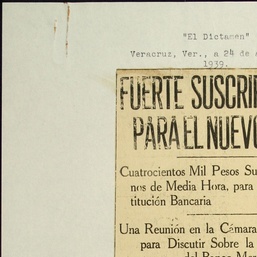 "El Dictamen"
Veracruz, Ver., a 24 de
1939.
FUERTE SUSCRI
PARA EL NUEVO
Cuatrocientos Mil Pesos Su
nos de Media Hora, para
titución Bancaria
Una Reunión en la Cámara
para Discutir Sobre la
del Banco